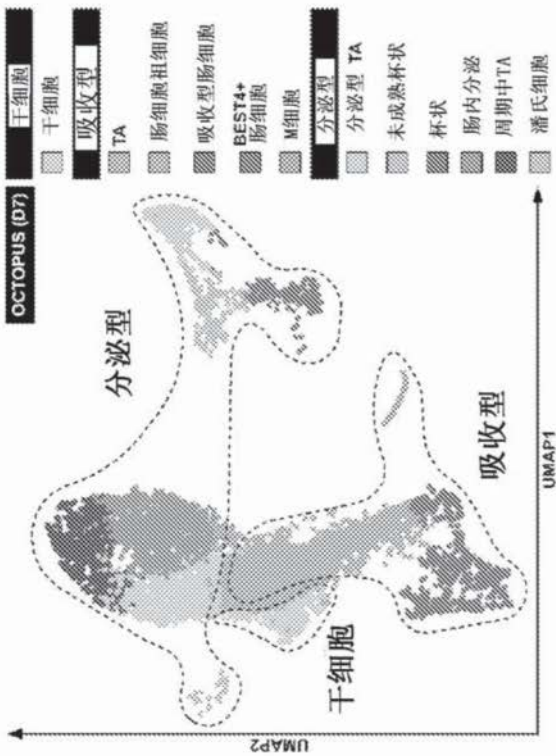 OCTOPUS (D7)
分泌型
干细胞
吸收型
UMAP1
UMAP2
干细胞
干细胞
吸收型
TA
肠细胞祖细胞
吸收型肠细胞
BEST4+
肠细胞
M细胞
分泌型
分泌型 TA
未成熟杯状
杯状
肠内分泌
周期中TA
潘氏细胞